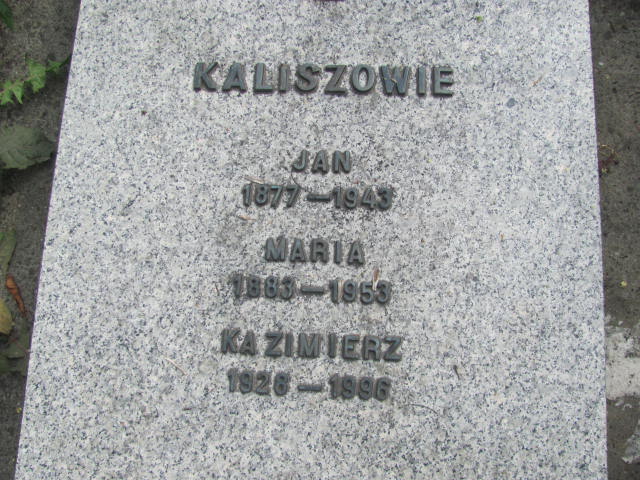 KALISZOWIE
JAN
1877 — 1943
MARIA
1883 — 1953
KAZIMIERZ
1926 — 1996